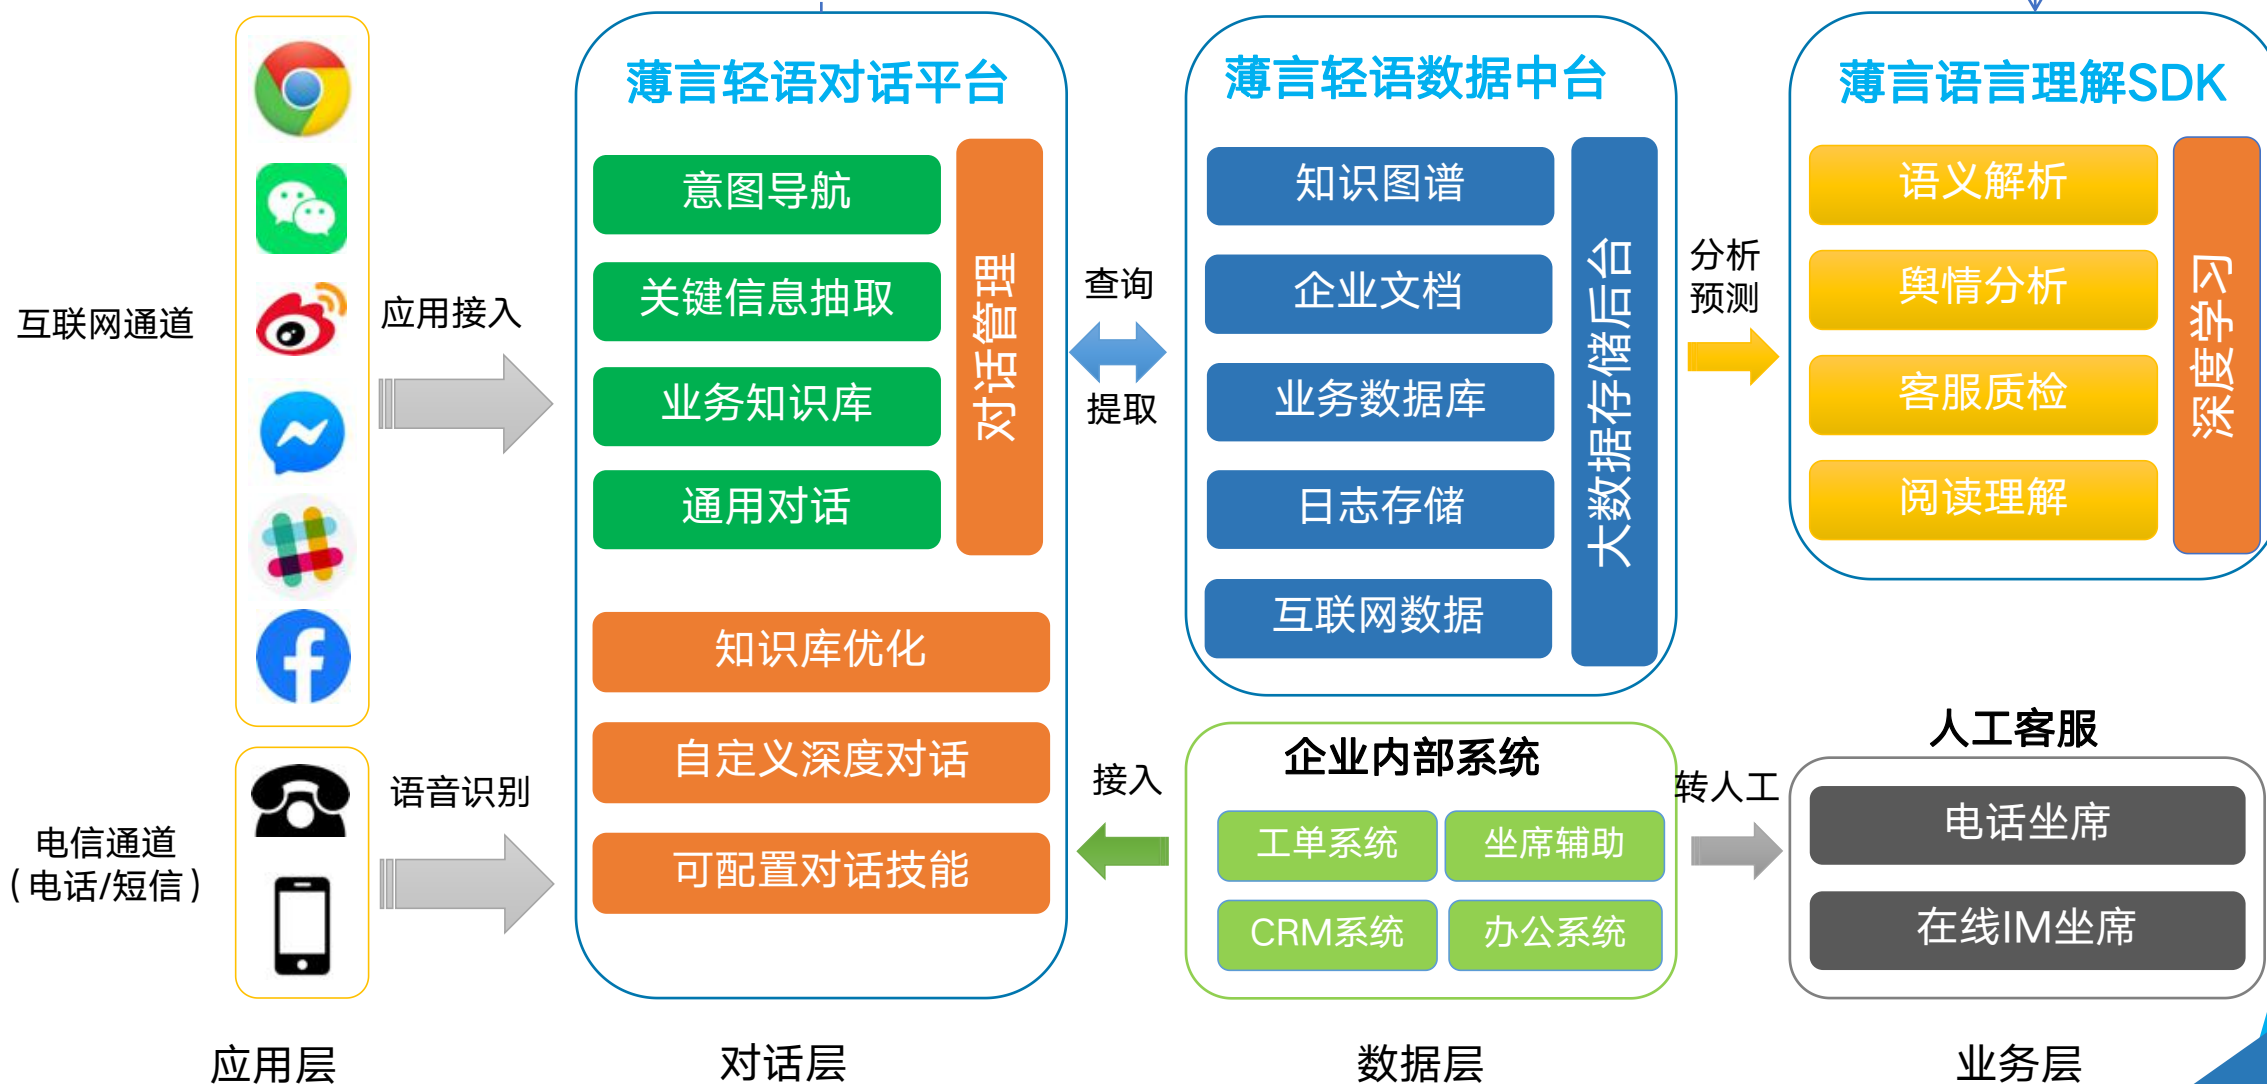 互联网通道
电信通道
(电话/短信)
应用接入
语音识别
应用层
薄言轻语对话平台
意图导航
关键信息抽取
业务知识库
通用对话
对话管理
知识库优化
自定义深度对话
可配置对话技能
对话层
查询
提取
接入
薄言轻语数据中台
知识图谱
企业文档
业务数据库
日志存储
互联网数据
大数据存储后台
企业内部系统
工单系统
坐席辅助
CRM系统
办公系统
数据层
分析
预测
转人工
薄言语言理解SDK
语义解析
舆情分析
客服质检
阅读理解
深度学习
人工客服
电话坐席
在线IM坐席
业务层